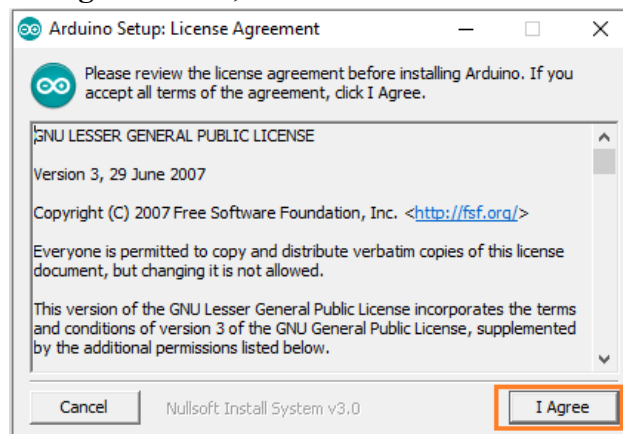 Arduino Setup: License Agreement
Please review the license agreement before installing Arduino. If you
accept all terms of the agreement, click I Agree.
GNU LESSER GENERAL PUBLIC LICENSE
Version 3, 29 June 2007
Copyright (C) 2007 Free Software Foundation, Inc. <http://fsf.org/>
Everyone is permitted to copy and distribute verbatim copies of this license
document, but changing it is not allowed.
This version of the GNU Lesser General Public License incorporates the terms
and conditions of version 3 of the GNU General Public License, supplemented
by the additional permissions listed below.
Cancel
Nullsoft Install System v3.0
I Agree